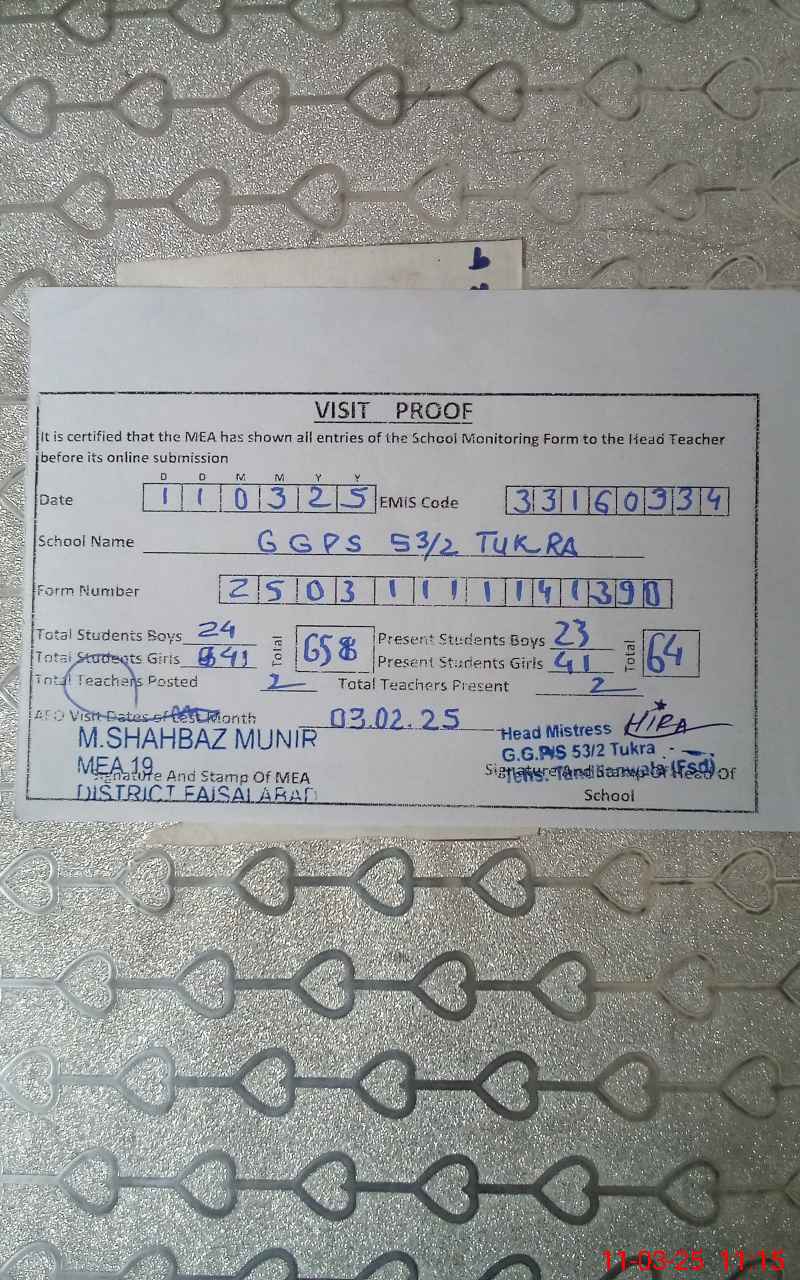 b
VISIT PROOF
It is certified that the MEA has shown all entries of the School Monitoring Form to the Head Teacher
before its online submission
D D M M Y Y
Date 1 1 0 3 2 5 EMIS Code 3 3 1 6 0 9 3 4
School Name G G P S 53/2 TUKRA
Form Number 2 5 0 3 1 1 1 1 1 4 1 3 9 0
Total Students Boys 24 Total 65 Present Students Boys 23 Total 64
Total Students Girls 41 Present Students Girls 41
Total Teachers Posted 2 Total Teachers Present 2
AEO Visit Dates of Last Month 03.02.25
M.SHAHBAZ MUNIR Head Mistress HIRA
MEA 19 G.G.P/S 53/2 Tukra
Signature And Stamp Of MEA Signature And Stamp Of Head Of
DISTRICT FAISALABAD Tehs. Tandlianwala (Fsd)
School
11-03-25 11:15